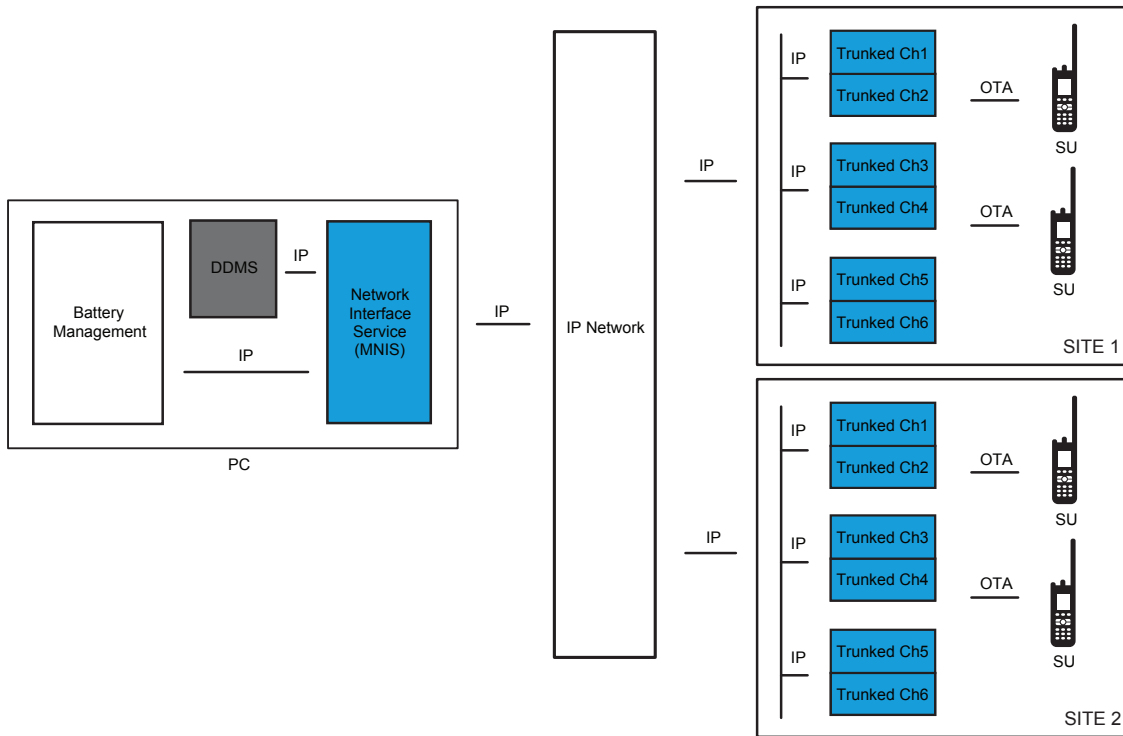 Battery
Management
DDMS
IP
IP
Network
Interface
Service
(MNIS)
PC
IP
IP Network
IP
IP
IP
Trunked Ch1
Trunked Ch2
OTA
SU
IP
Trunked Ch3
Trunked Ch4
OTA
SU
IP
Trunked Ch5
Trunked Ch6
SITE 1
IP
Trunked Ch1
Trunked Ch2
OTA
SU
IP
Trunked Ch3
Trunked Ch4
OTA
SU
IP
Trunked Ch5
Trunked Ch6
SITE 2